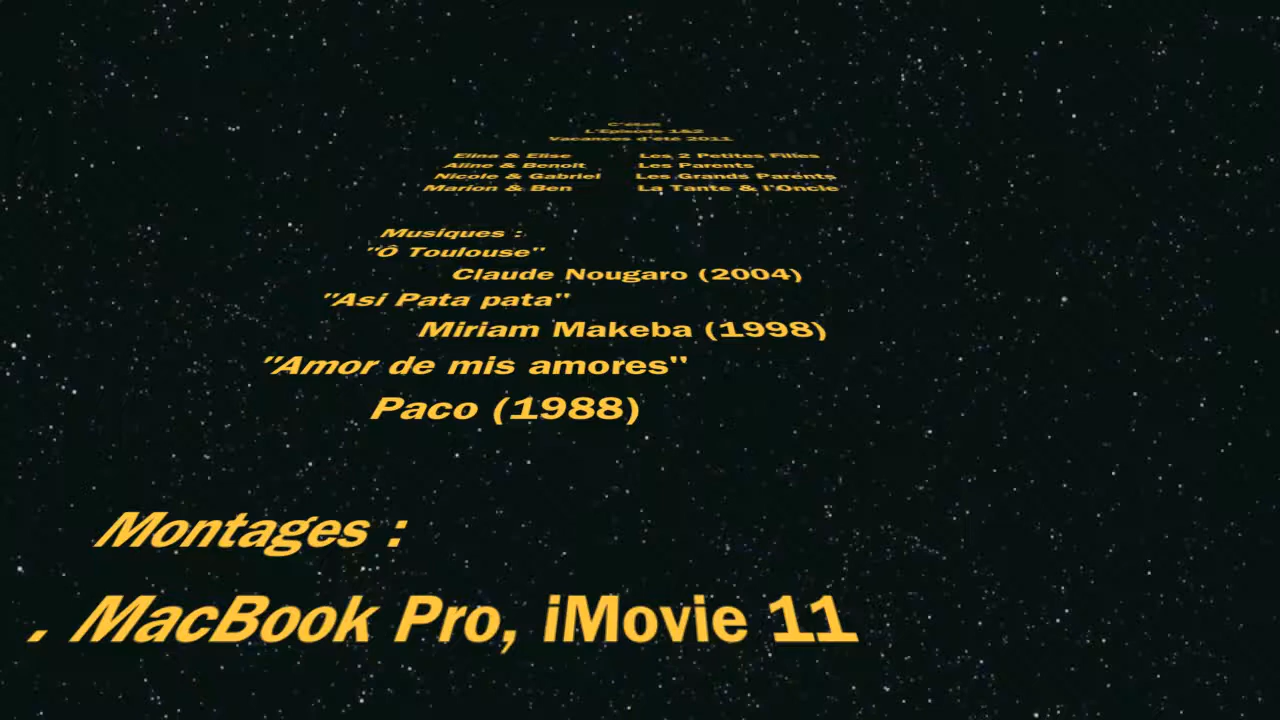 C'était
L'Episode 1&2
Vacances d'été 2011
Elina & Elise Les 2 Petites Filles
Aline & Benoit Les Parents
Nicole & Gabriel Les Grands Parents
Marion & Ben La Tante & l'Oncle
Musiques :
"Ô Toulouse"
Claude Nougaro (2004)
"Asi Pata pata"
Miriam Makeba (1998)
"Amor de mis amores"
Paco (1988)
Montages :
. MacBook Pro, iMovie 11